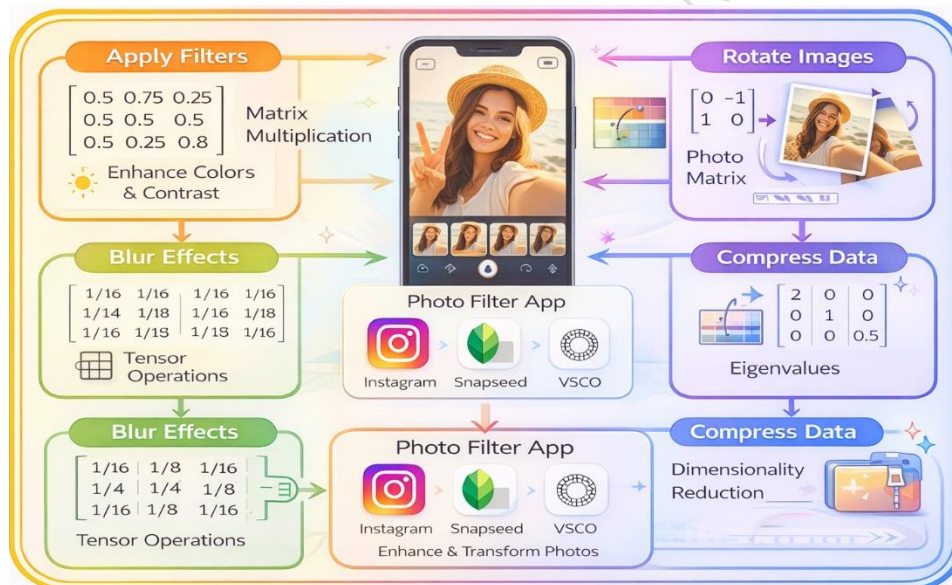 Apply Filters
0.5 0.75 0.25
0.5 0.5 0.5
0.5 0.25 0.8
Matrix
Multiplication
Enhance Colors
& Contrast
Rotate Images
0 -1
1 0
Photo
Matrix
Blur Effects
1/16 1/16 1/16 1/16
1/14 1/18 1/16 1/18
1/16 1/18 1/18 1/16
Tensor
Operations
Photo Filter App
Instagram Snapseed VSCO
Compress Data
2 0 0
0 1 0
0 0 0.5
Eigenvalues
Blur Effects
1/16 1/8 1/16
1/4 1/4 1/8
1/16 1/8 1/16
Tensor Operations
Photo Filter App
Instagram Snapseed VSCO
Enhance & Transform Photos
Compress Data
Dimensionality
Reduction